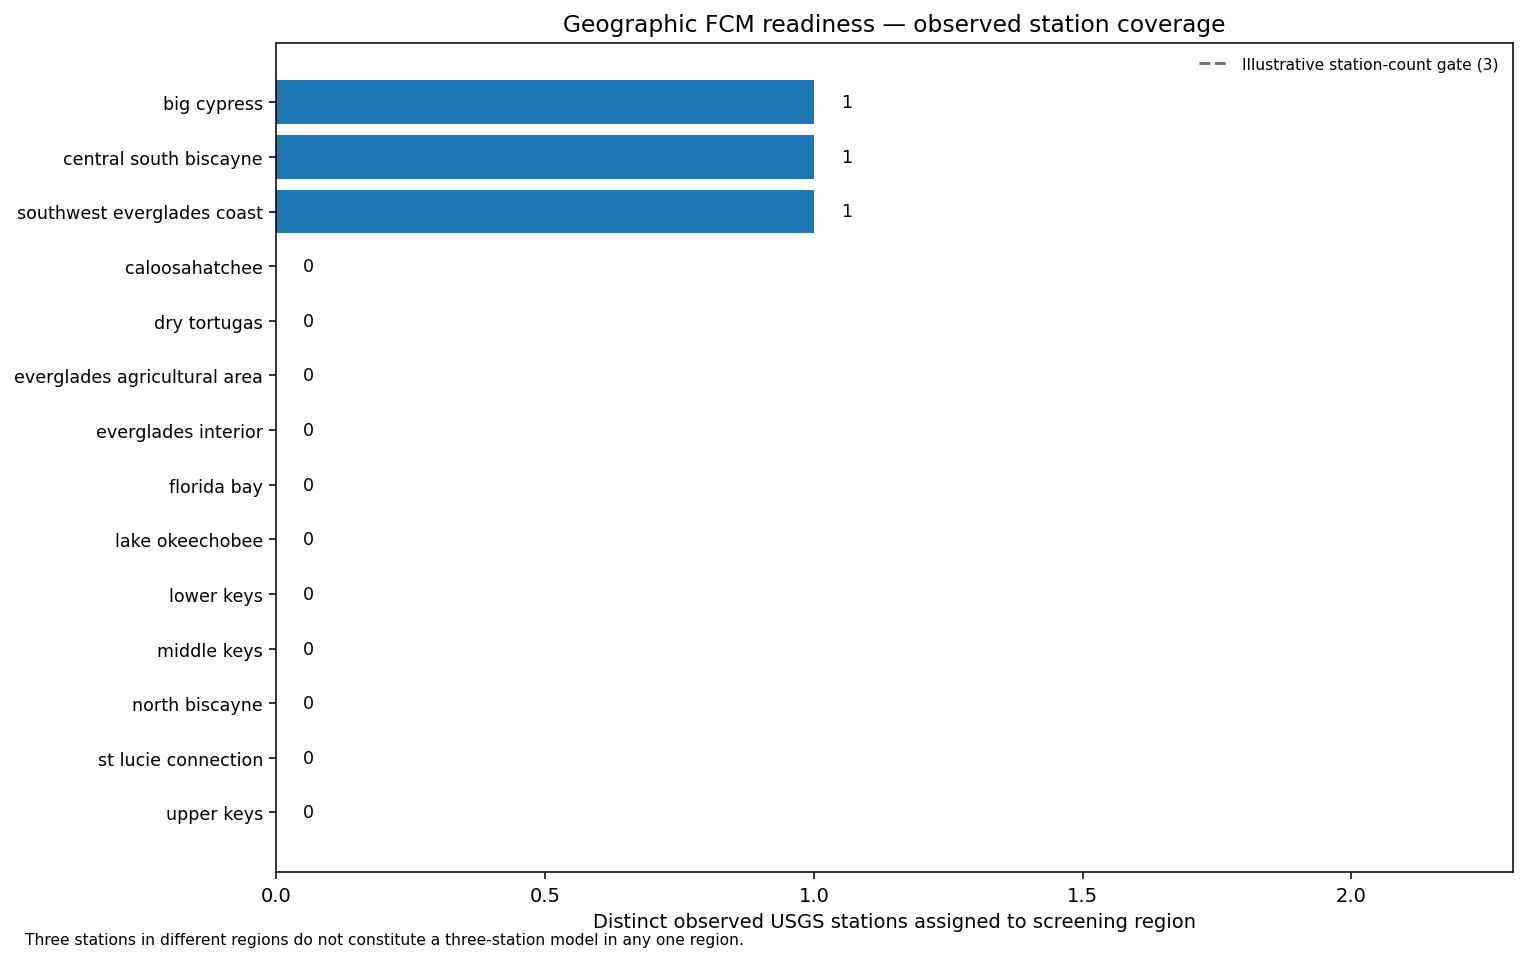 Geographic FCM readiness — observed station coverage
Illustrative station-count gate (3)
big cypress 1
central south biscayne 1
southwest everglades coast 1
caloosahatchee 0
dry tortugas 0
everglades agricultural area 0
everglades interior 0
florida bay 0
lake okeechobee 0
lower keys 0
middle keys 0
north biscayne 0
st lucie connection 0
upper keys 0
0.0 0.5 1.0 1.5 2.0
Distinct observed USGS stations assigned to screening region
Three stations in different regions do not constitute a three-station model in any one region.